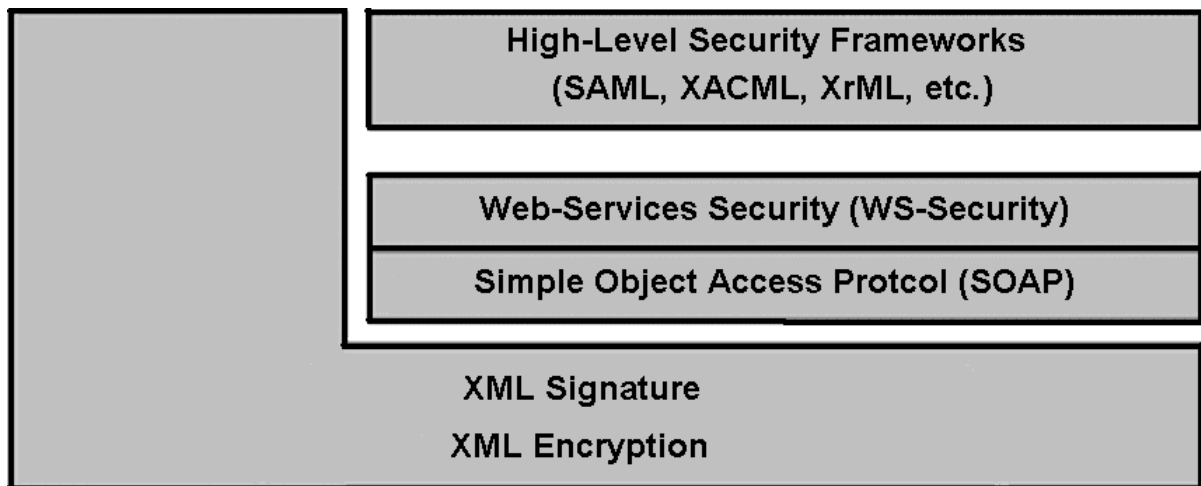 High-Level Security Frameworks
(SAML, XACML, XrML, etc.)
Web-Services Security (WS-Security)
Simple Object Access Protcol (SOAP)
XML Signature
XML Encryption